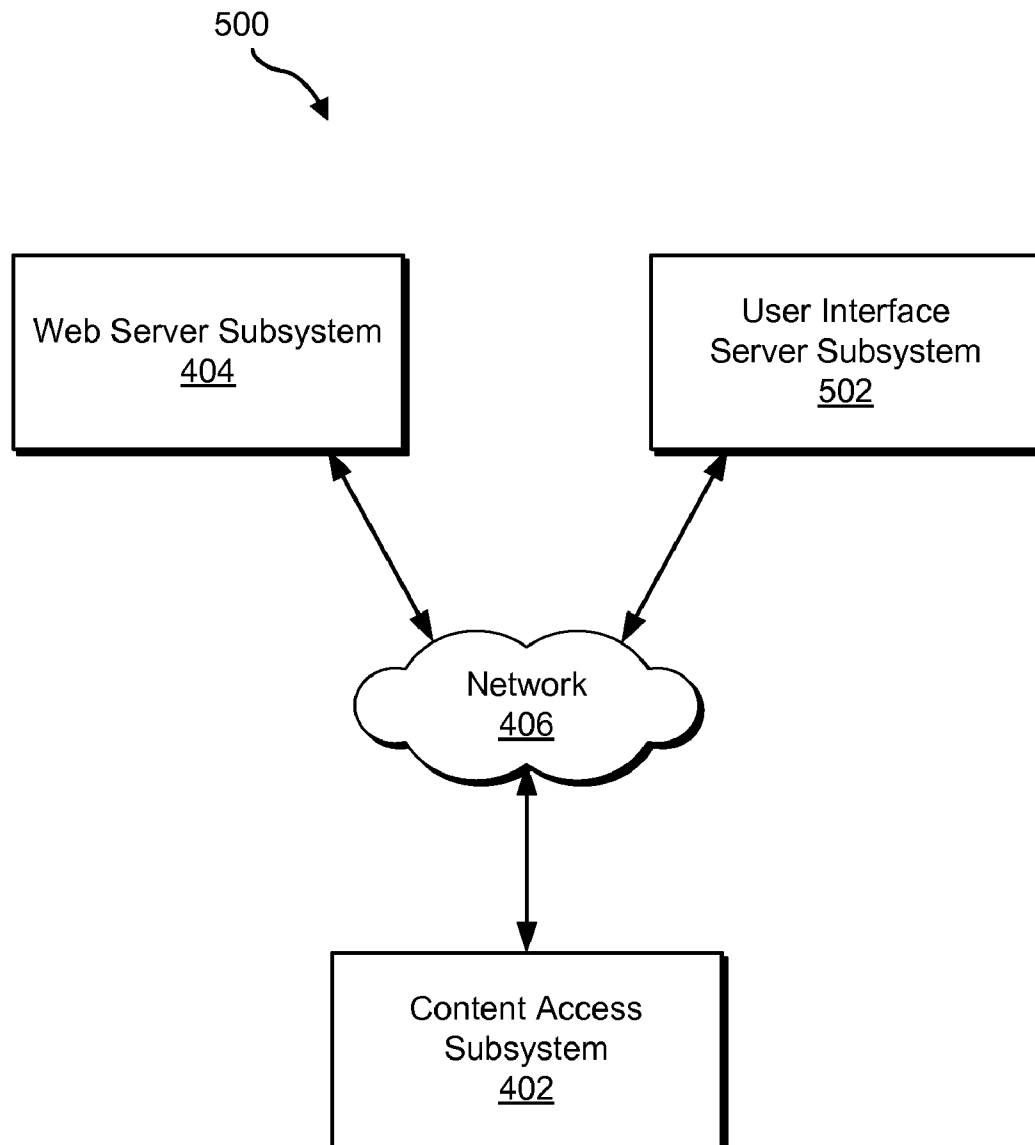 500
Web Server Subsystem
404
User Interface
Server Subsystem
502
Network
406
Content Access
Subsystem
402